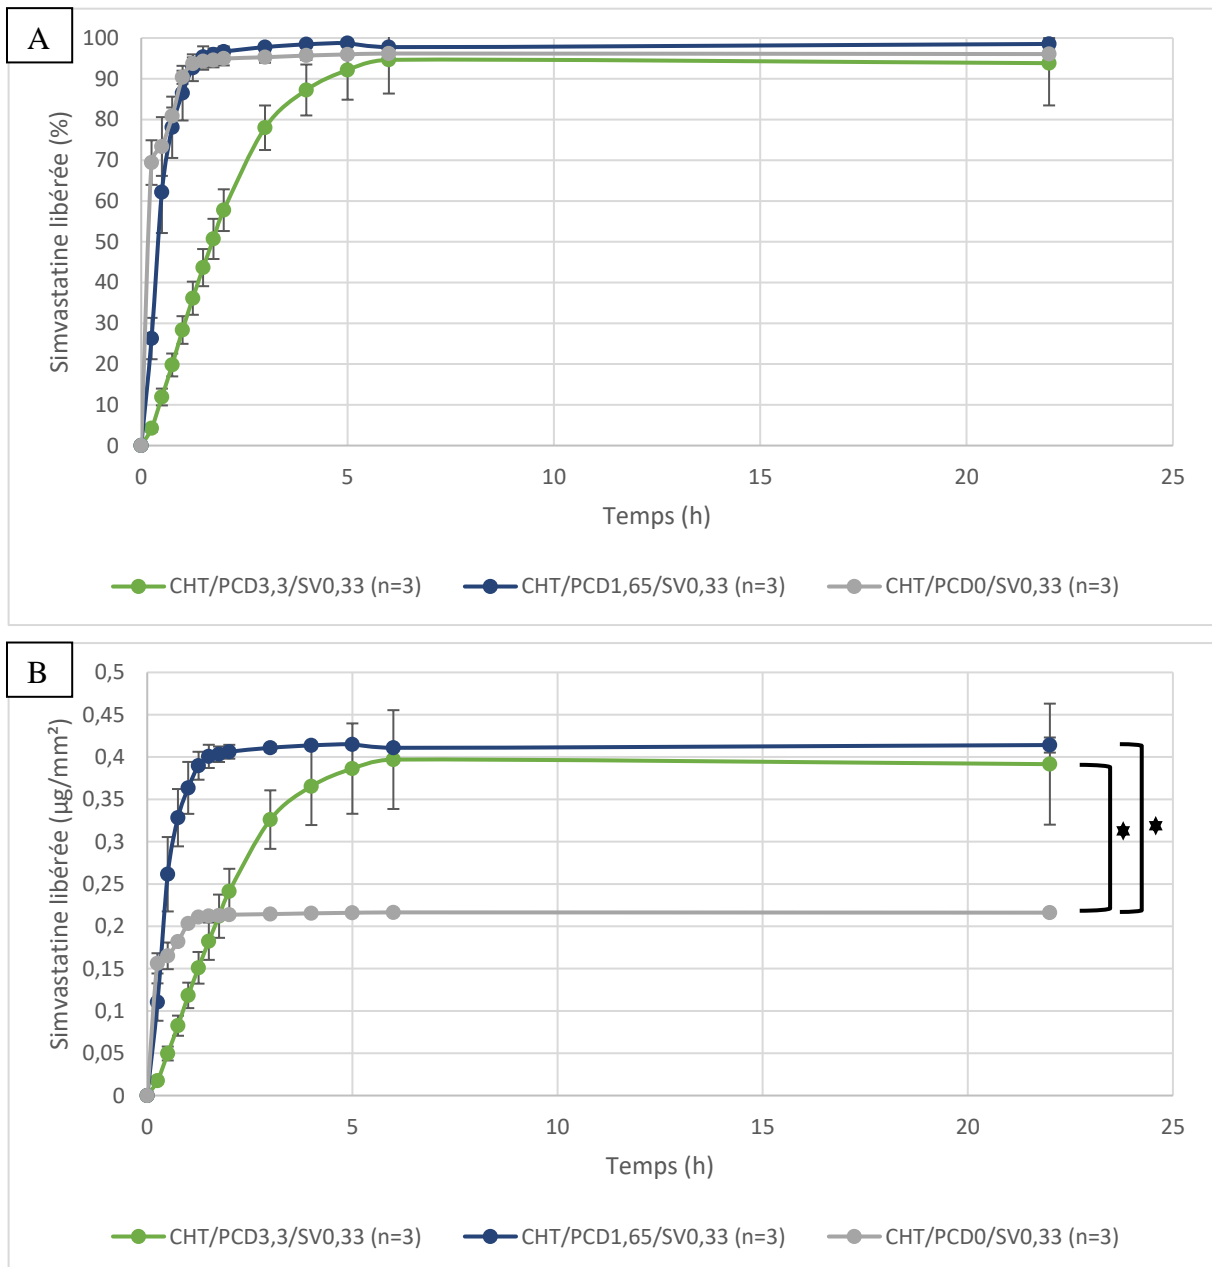 A
100
90
80
70
60
50
40
30
20
10
0
Simvastatine libérée (%)
0 5 10 15 20 25
Temps (h)
CHT/PCD3,3/SV0,33 (n=3) CHT/PCD1,65/SV0,33 (n=3) CHT/PCD0/SV0,33 (n=3)
B
0,5
0,45
0,4
0,35
0,3
0,25
0,2
0,15
0,1
0,05
0
Simvastatine libérée (µg/mm²)
0 5 10 15 20 25
Temps (h)
CHT/PCD3,3/SV0,33 (n=3) CHT/PCD1,65/SV0,33 (n=3) CHT/PCD0/SV0,33 (n=3)